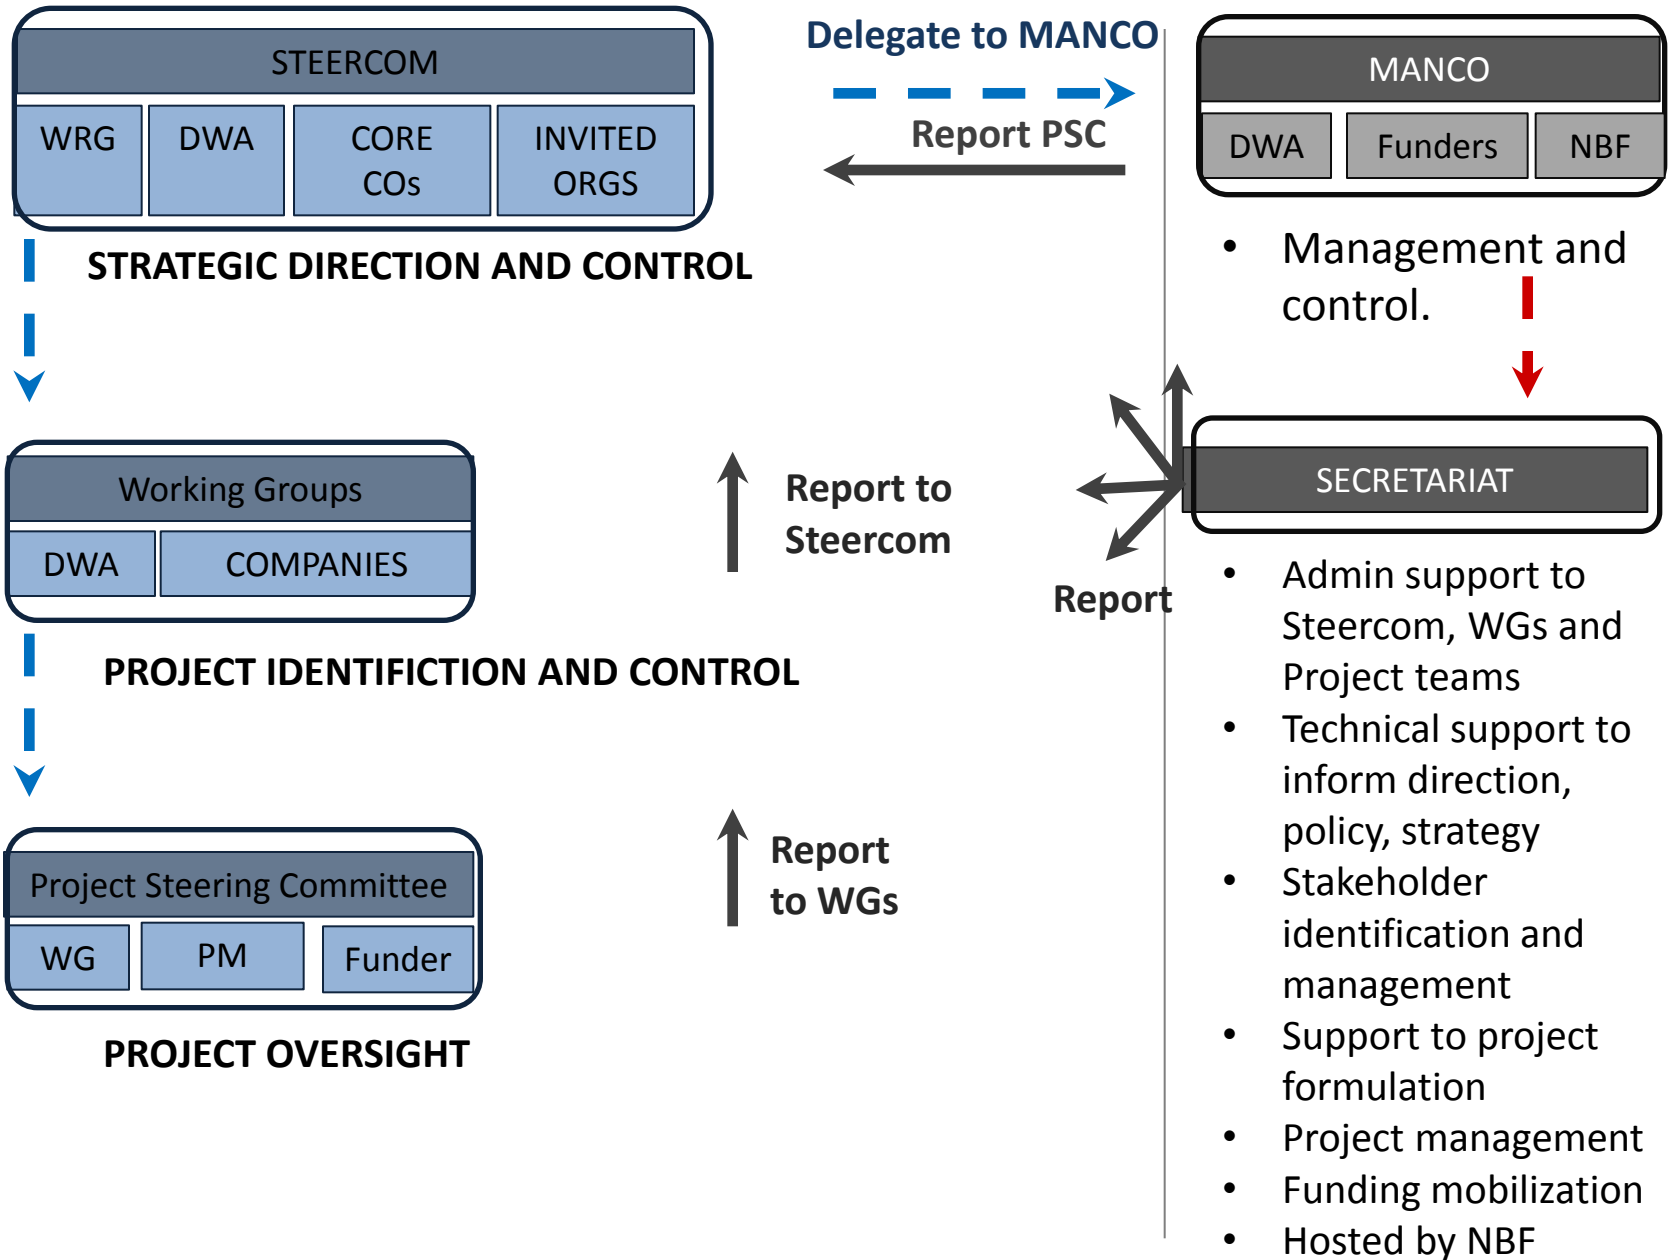 STEERCOM
WRG
DWA
CORE
COs
INVITED
ORGS
STRATEGIC DIRECTION AND CONTROL
Delegate to MANCO
Report PSC
MANCO
DWA
Funders
NBF
• Management and
control.
Working Groups
DWA
COMPANIES
PROJECT IDENTIFICTION AND CONTROL
Report to
Steercom
Report
SECRETARIAT
• Admin support to
Steercom, WGs and
Project teams
• Technical support to
inform direction,
policy, strategy
• Stakeholder
identification and
management
• Support to project
formulation
• Project management
• Funding mobilization
• Hosted by NBF
Project Steering Committee
WG
PM
Funder
PROJECT OVERSIGHT
Report
to WGs